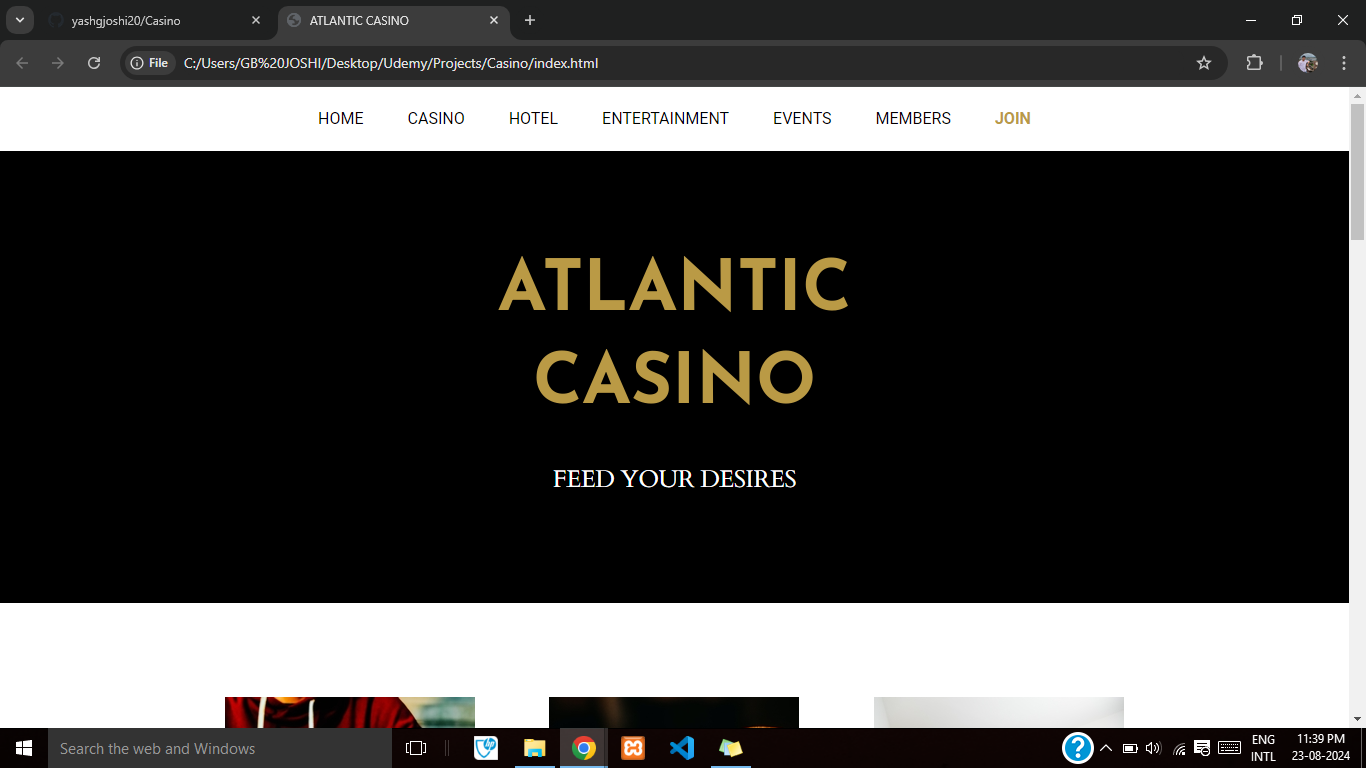 yashgjoshi20/Casino
ATLANTIC CASINO
File
C:/Users/GB%20JOSHI/Desktop/Udemy/Projects/Casino/index.html
HOME CASINO HOTEL ENTERTAINMENT EVENTS MEMBERS JOIN
ATLANTIC
CASINO
FEED YOUR DESIRES
Search the web and Windows
hp
?
ENG
INTL
11:39 PM
23-08-2024